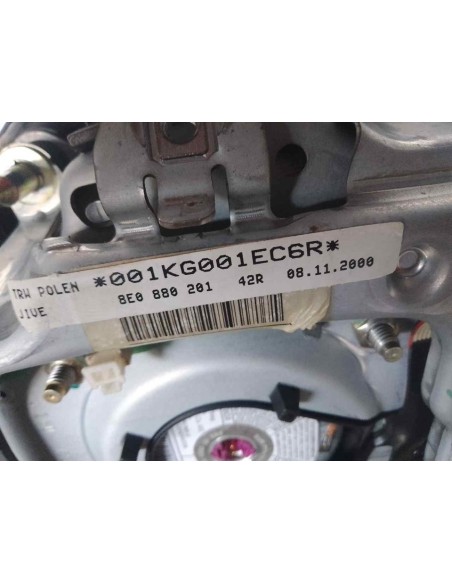 TRW POLEN *001KG001EC6R*
JIVE 8E0 880 201 42R 08.11.2000